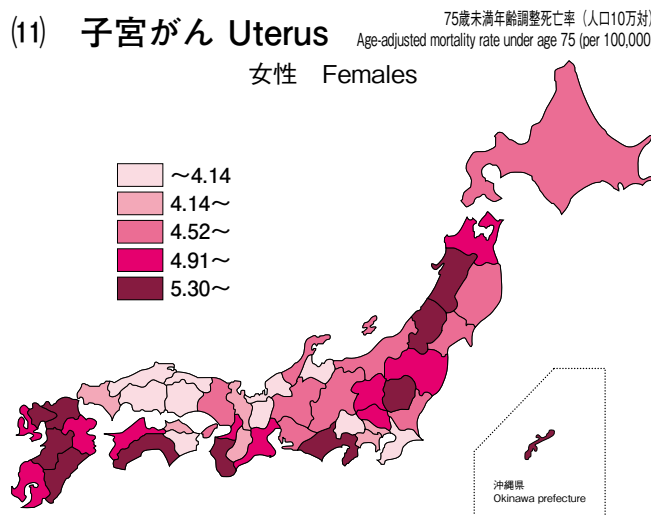 (11) 子宮がん Uterus
75歳未満年齢調整死亡率（人口10万対）
Age-adjusted mortality rate under age 75 (per 100,000
女性 Females
～4.14
4.14～
4.52～
4.91～
5.30～
沖縄県
Okinawa prefecture